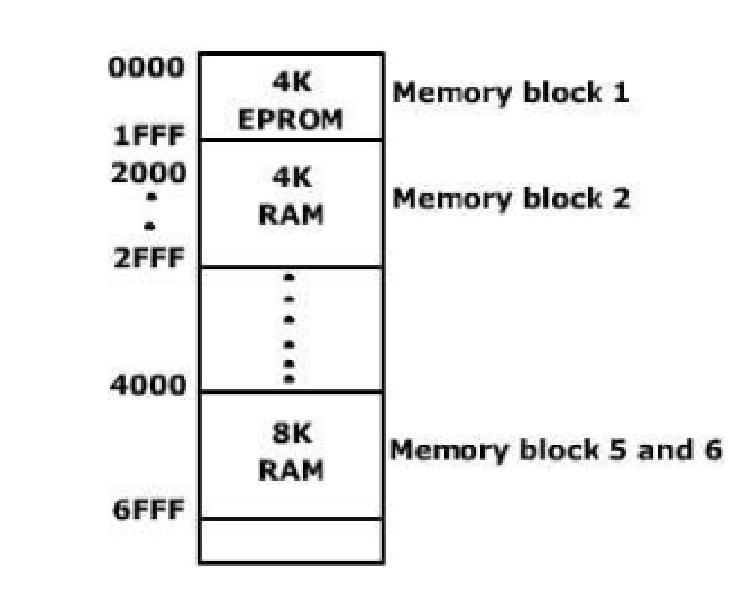 0000
4K
EPROM
Memory block 1
1FFF
2000
4K
RAM
Memory block 2
2FFF
4000
8K
RAM
Memory block 5 and 6
6FFF